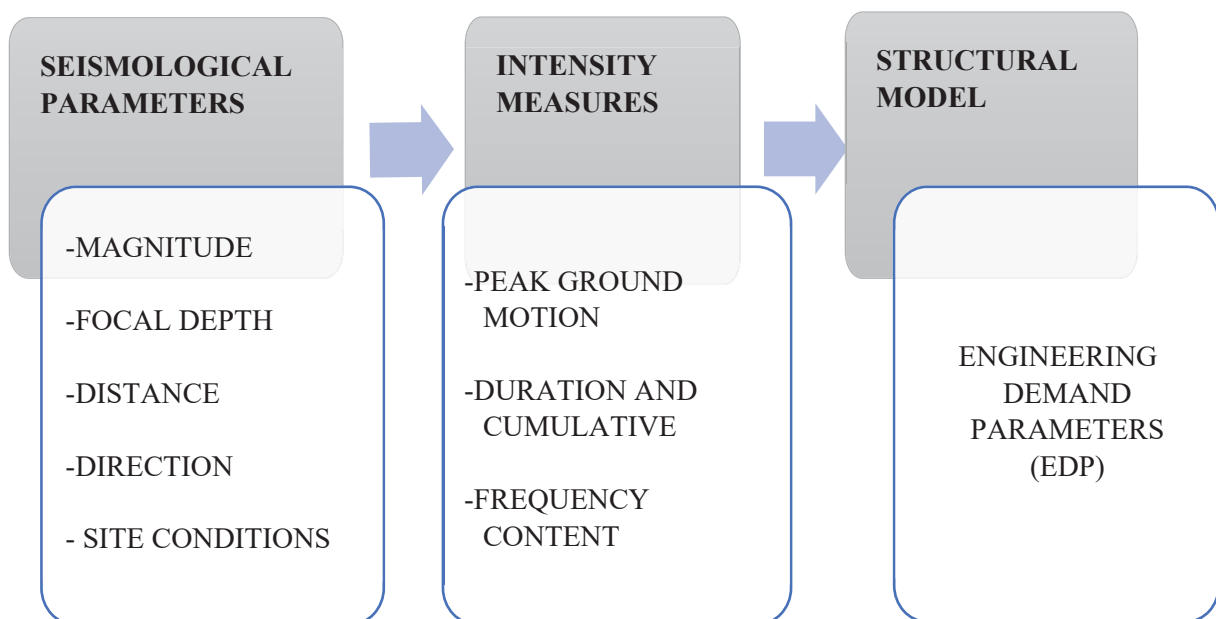 SEISMOLOGICAL
PARAMETERS
-MAGNITUDE
-FOCAL DEPTH
-DISTANCE
-DIRECTION
- SITE CONDITIONS
INTENSITY
MEASURES
-PEAK GROUND
MOTION
-DURATION AND
CUMULATIVE
-FREQUENCY
CONTENT
STRUCTURAL
MODEL
ENGINEERING
DEMAND
PARAMETERS
(EDP)